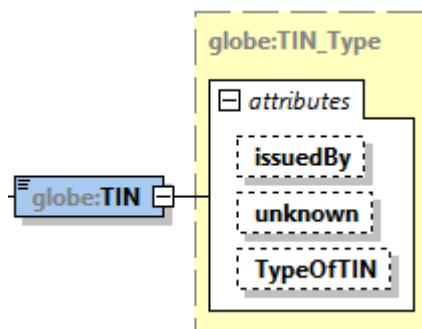 globe:TIN_Type
attributes
issuedBy
globe:TIN
unknown
TypeOfTIN